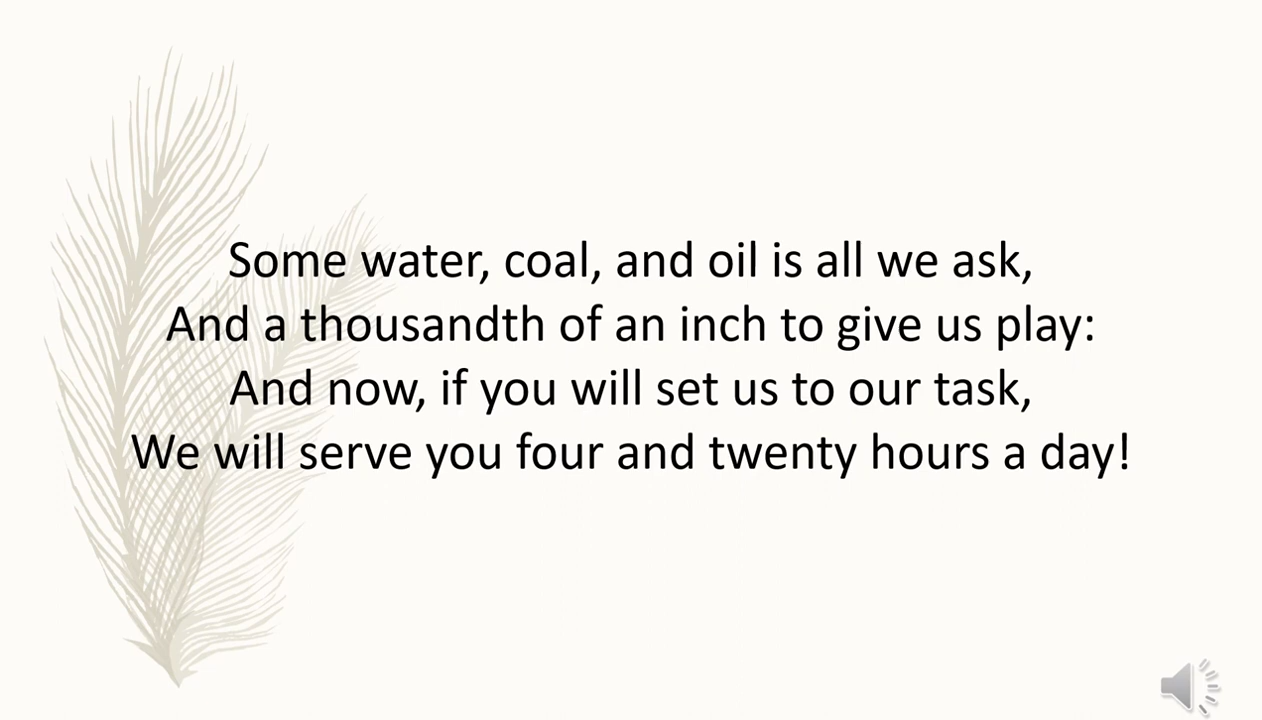 Some water, coal, and oil is all we ask,
And a thousandth of an inch to give us play:
And now, if you will set us to our task,
We will serve you four and twenty hours a day!